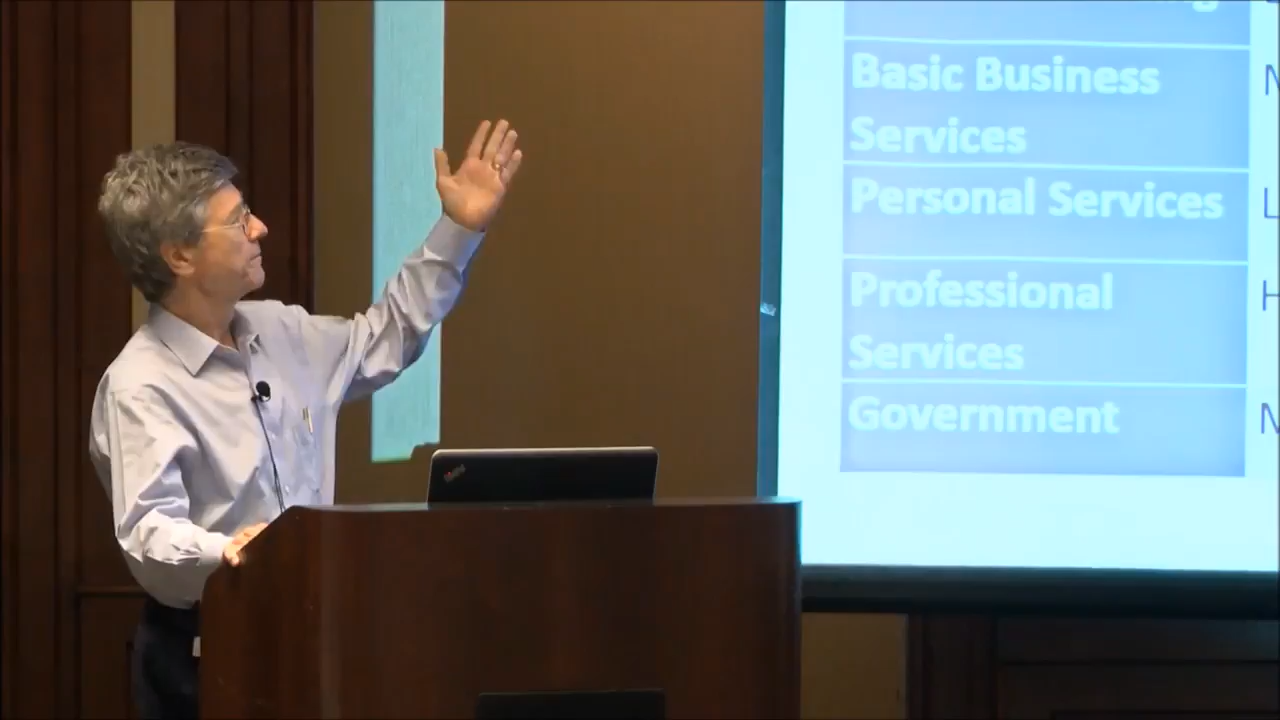 Basic Business
Services
Personal Services
Professional
Services
Government